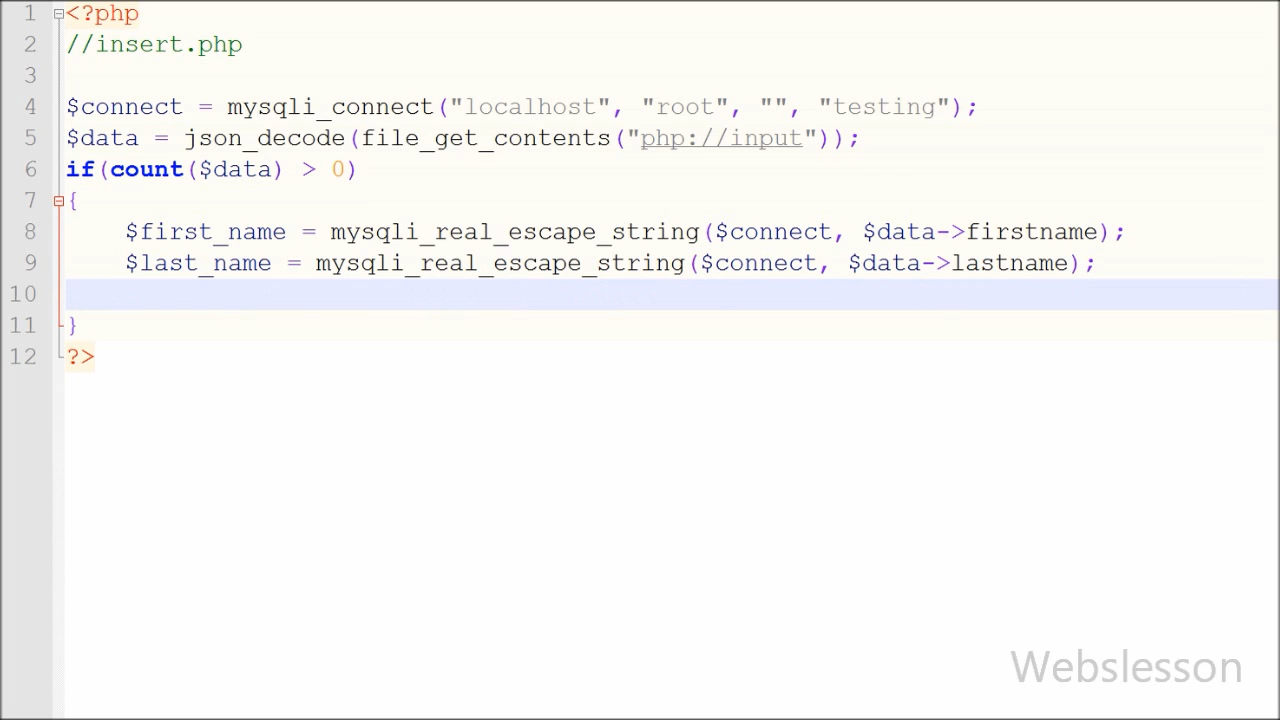 1 <?php
2 //insert.php
3
4 $connect = mysqli_connect("localhost", "root", "", "testing");
5 $data = json_decode(file_get_contents("php://input"));
6 if(count($data) > 0)
7 {
8     $first_name = mysqli_real_escape_string($connect, $data->firstname);
9     $last_name = mysqli_real_escape_string($connect, $data->lastname);
10
11 }
12 ?>
Webslesson